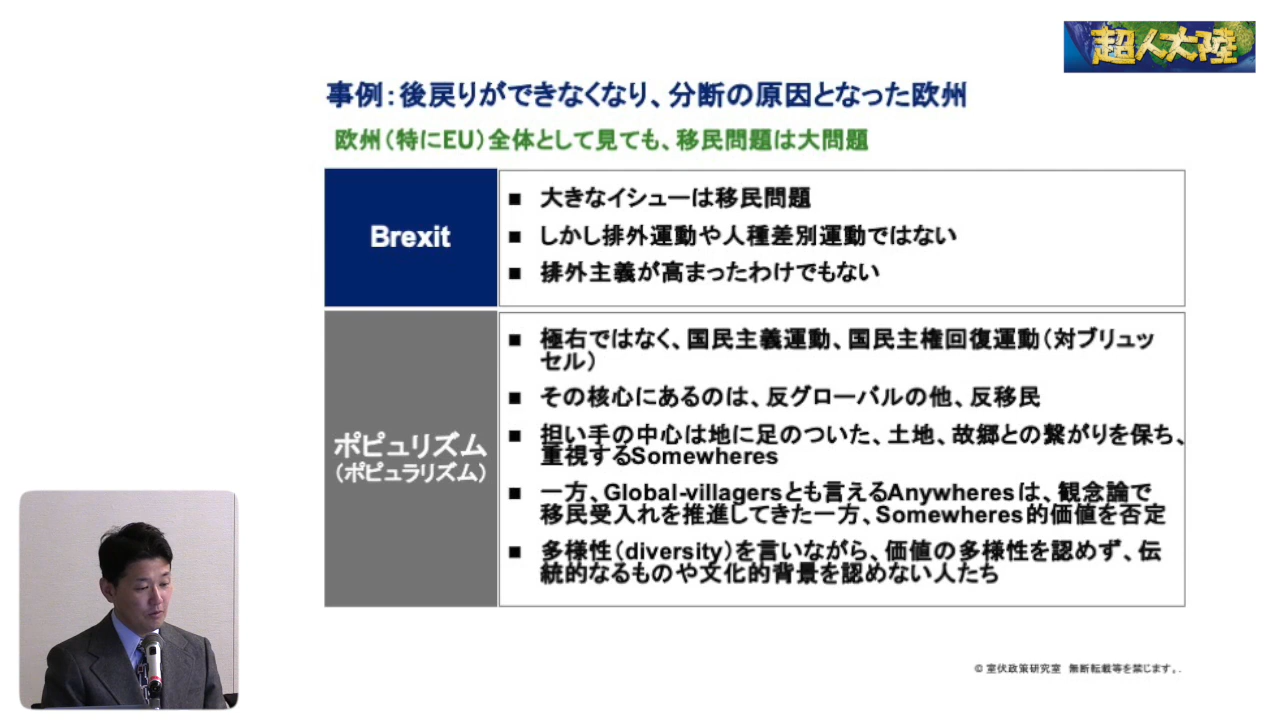 超人大陸
事例：後戻りができなくなり、分断の原因となった欧州
欧州（特にEU）全体として見ても、移民問題は大問題
Brexit
■ 大きなイシューは移民問題
■ しかし排外運動や人種差別運動ではない
■ 排外主義が高まったわけでもない
ポピュリズム
（ポピュラリズム）
■ 極右ではなく、国民主義運動、国民主権回復運動（対ブリュッ
セル）
■ その核心にあるのは、反グローバルの他、反移民
■ 担い手の中心は地に足のついた、土地、故郷との繋がりを保ち、
重視するSomewheres
■ 一方、Global-villagersとも言えるAnywheresは、観念論で
移民受入れを推進してきた一方、Somewheres的価値を否定
■ 多様性（diversity）を言いながら、価値の多様性を認めず、伝
統的なるものや文化的背景を認めない人たち
© 室伏政策研究室　無断転載等を禁じます。.